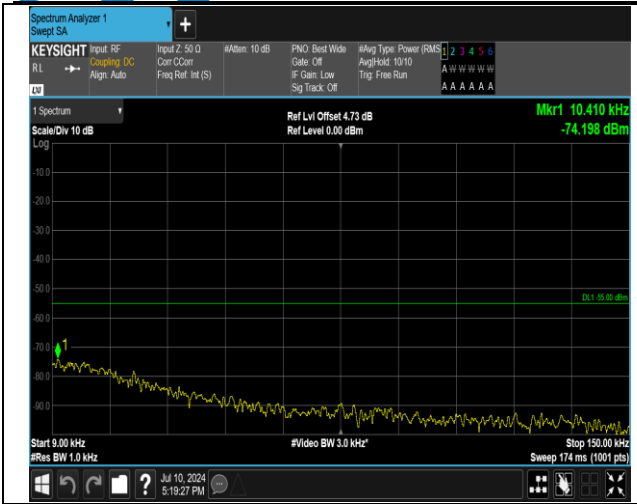 Spectrum Analyzer 1
Swept SA
+
KEYSIGHT
RL
LXI
Input: RF
Coupling: DC
Align: Auto
Input Z: 50 Ω
Corr CCorr
Freq Ref: Int (S)
#Atten: 10 dB
PNO: Best Wide
Gate: Off
IF Gain: Low
Sig Track: Off
#Avg Type: Power (RMS
Avg|Hold: 10/10
Trig: Free Run
1 2 3 4 5 6
A W W W W W
A A A A A A
1 Spectrum
Scale/Div 10 dB
Log
Ref Lvl Offset 4.73 dB
Ref Level 0.00 dBm
Mkr1 10.410 kHz
-74.198 dBm
-10.0
-20.0
-30.0
-40.0
-50.0
DL1 -55.00 dBm
-70.0
1
-80.0
-90.0
Start 9.00 kHz
#Res BW 1.0 kHz
#Video BW 3.0 kHz*
Stop 150.00 kHz
Sweep 174 ms (1001 pts)
?
Jul 10, 2024
5:19:27 PM